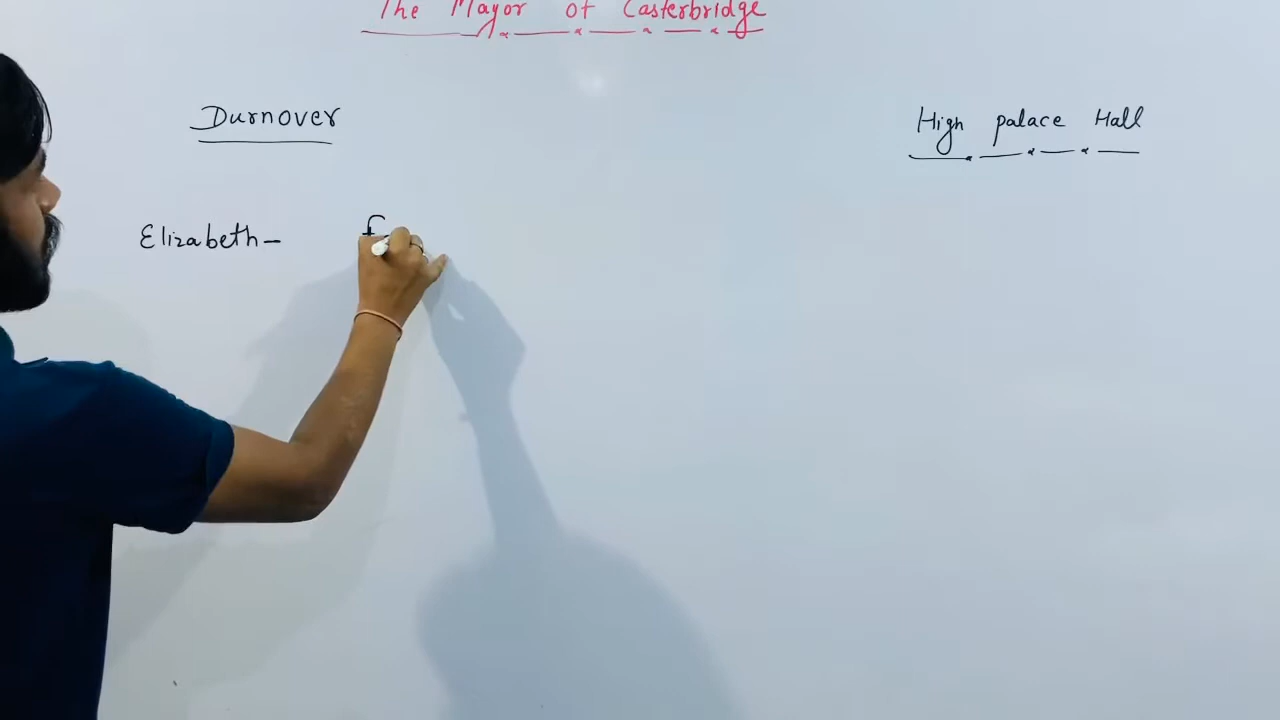 The Mayor of Casterbridge
Durnover
High palace Hall
Elizabeth- f